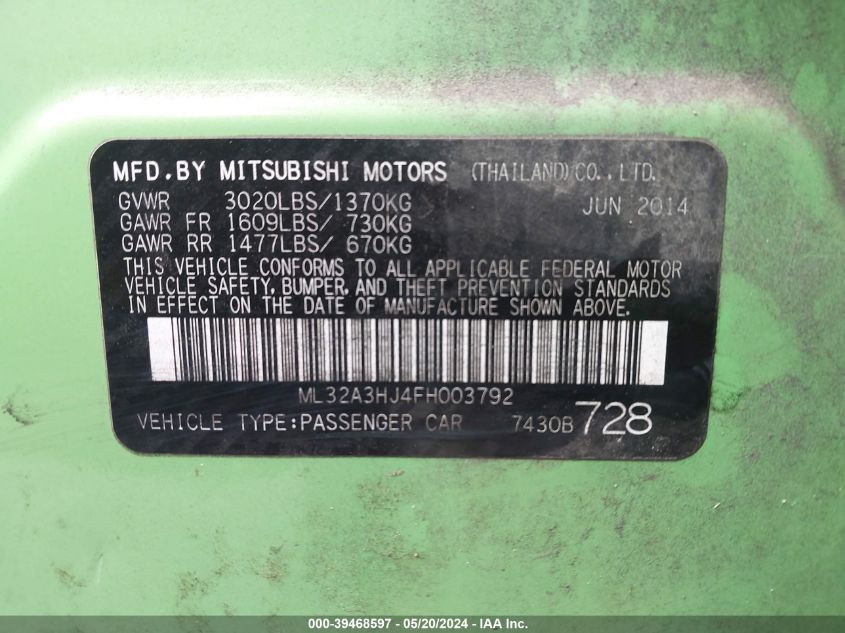 MFD.BY MITSUBISHI MOTORS (THAILAND)CO.,LTD.
GVWR 3020LBS/1370KG JUN 2014
GAWR FR 1609LBS/ 730KG
GAWR RR 1477LBS/ 670KG
THIS VEHICLE CONFORMS TO ALL APPLICABLE FEDERAL MOTOR
VEHICLE SAFETY, BUMPER, AND THEFT PREVENTION STANDARDS
IN EFFECT ON THE DATE OF MANUFACTURE SHOWN ABOVE.
ML32A3HJ4FH003792
VEHICLE TYPE:PASSENGER CAR 7430B 728
000-39468597 - 05/20/2024 - IAA Inc.